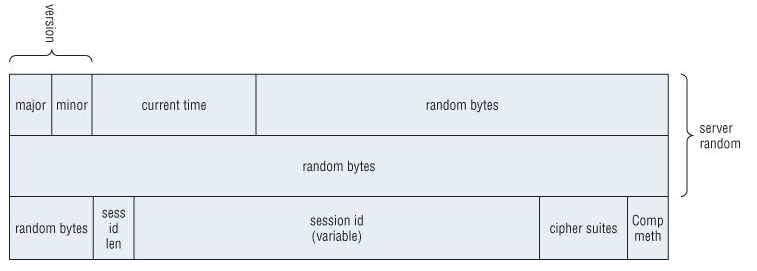 version
major
minor
current time
random bytes
server
random
random bytes
random bytes
sess
id
len
session id
(variable)
cipher suites
Comp
meth